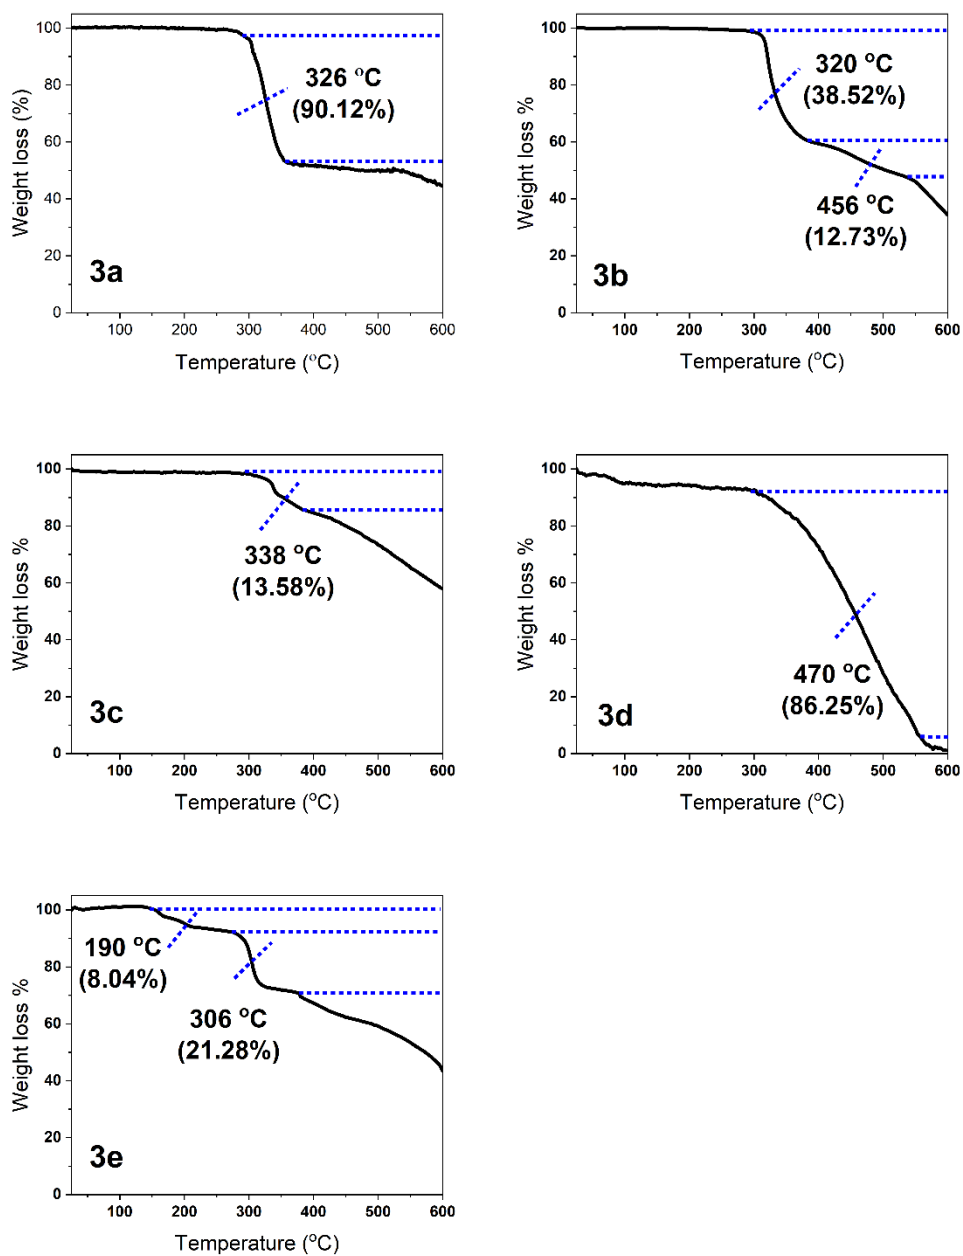 100
80
60
40
20
0
Weight loss (%)
326 °C
(90.12%)
3a
100 200 300 400 500 600
Temperature (°C)
100
80
60
40
20
0
Weight loss %
320 °C
(38.52%)
456 °C
(12.73%)
3b
100 200 300 400 500 600
Temperature (°C)
100
80
60
40
20
0
Weight loss %
338 °C
(13.58%)
3c
100 200 300 400 500 600
Temperature (°C)
100
80
60
40
20
0
Weight loss %
470 °C
(86.25%)
3d
100 200 300 400 500 600
Temperature (°C)
100
80
60
40
20
0
Weight loss %
190 °C
(8.04%)
306 °C
(21.28%)
3e
100 200 300 400 500 600
Temperature (°C)